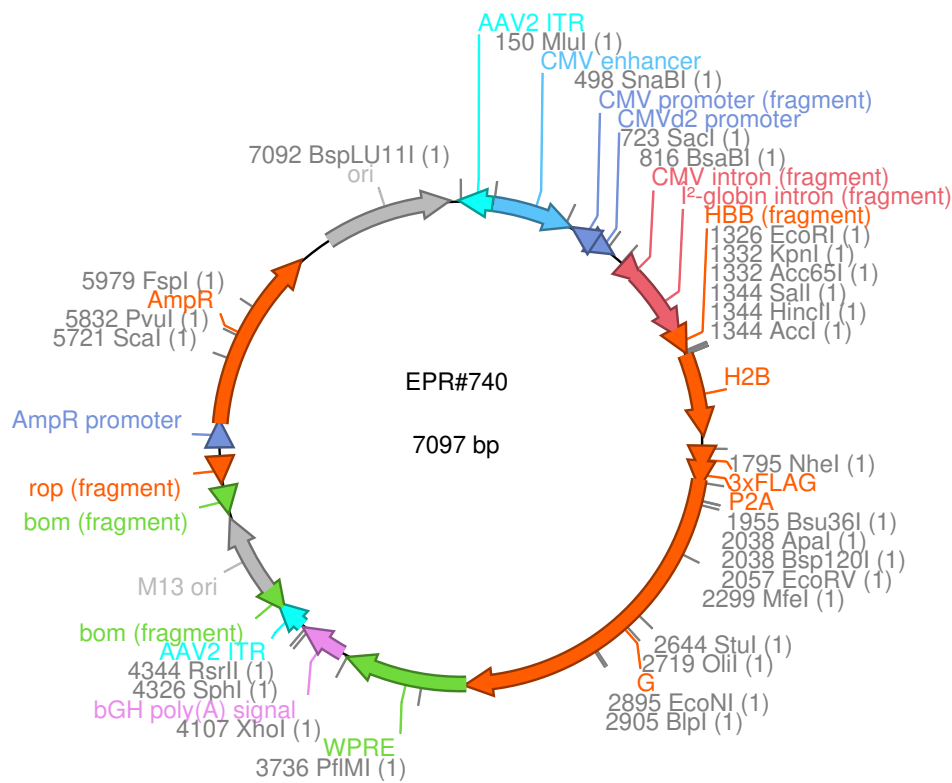 AAV2 ITR
150 MluI (1)
CMV enhancer
498 SnaBI (1)
CMV promoter (fragment)
CMVd2 promoter
723 SacI (1)
816 BsaBI (1)
CMV intron (fragment)
І²-globin intron (fragment)
HBB (fragment)
1326 EcoRI (1)
1332 KpnI (1)
1332 Acc65I (1)
1344 SalI (1)
1344 HincII (1)
1344 AccI (1)
H2B
1795 NheI (1)
3xFLAG
P2A
1955 Bsu36I (1)
2038 ApaI (1)
2038 Bsp120I (1)
2057 EcoRV (1)
2299 MfeI (1)
2644 StuI (1)
2719 OliI (1)
G
2895 EcoNI (1)
2905 BlpI (1)
3736 PflMI (1)
WPRE
4107 XhoI (1)
bGH poly(A) signal
4326 SphI (1)
4344 RsrII (1)
AAV2 ITR
bom (fragment)
M13 ori
bom (fragment)
rop (fragment)
AmpR promoter
5721 ScaI (1)
5832 PvuI (1)
AmpR
5979 FspI (1)
ori
7092 BspLU11I (1)
EPR#740
7097 bp